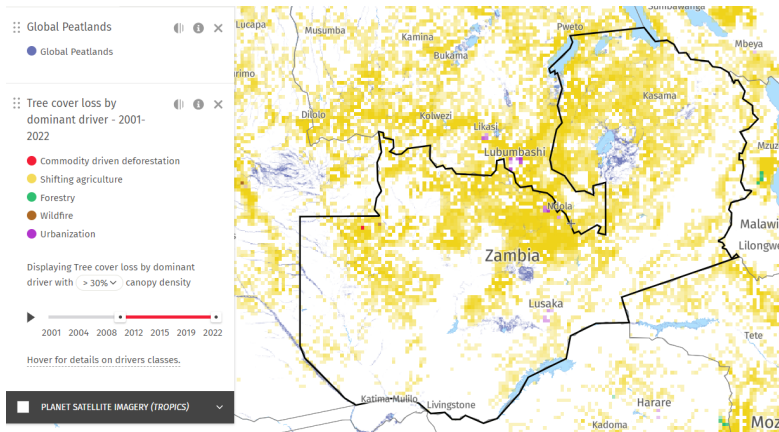 Global Peatlands
Global Peatlands
Tree cover loss by
dominant driver - 2001-
2022
Commodity driven deforestation
Shifting agriculture
Forestry
Wildfire
Urbanization
Displaying Tree cover loss by dominant
driver with > 30% canopy density
2001 2004 2008 2012 2015 2019 2022
Hover for details on drivers classes.
PLANET SATELLITE IMAGERY (TROPICS)
Lucapa
Musumba
Kamina
Bukama
Pweto
Sumbawanga
Mbeya
Kasama
Dilolo
Kolwezi
Likasi
Lubumbashi
Mzuz
Ndola
Malawi
Lilongwe
Zambia
Lusaka
Tete
Katima-Mulilo
Livingstone
Harare
Kadoma
Moz